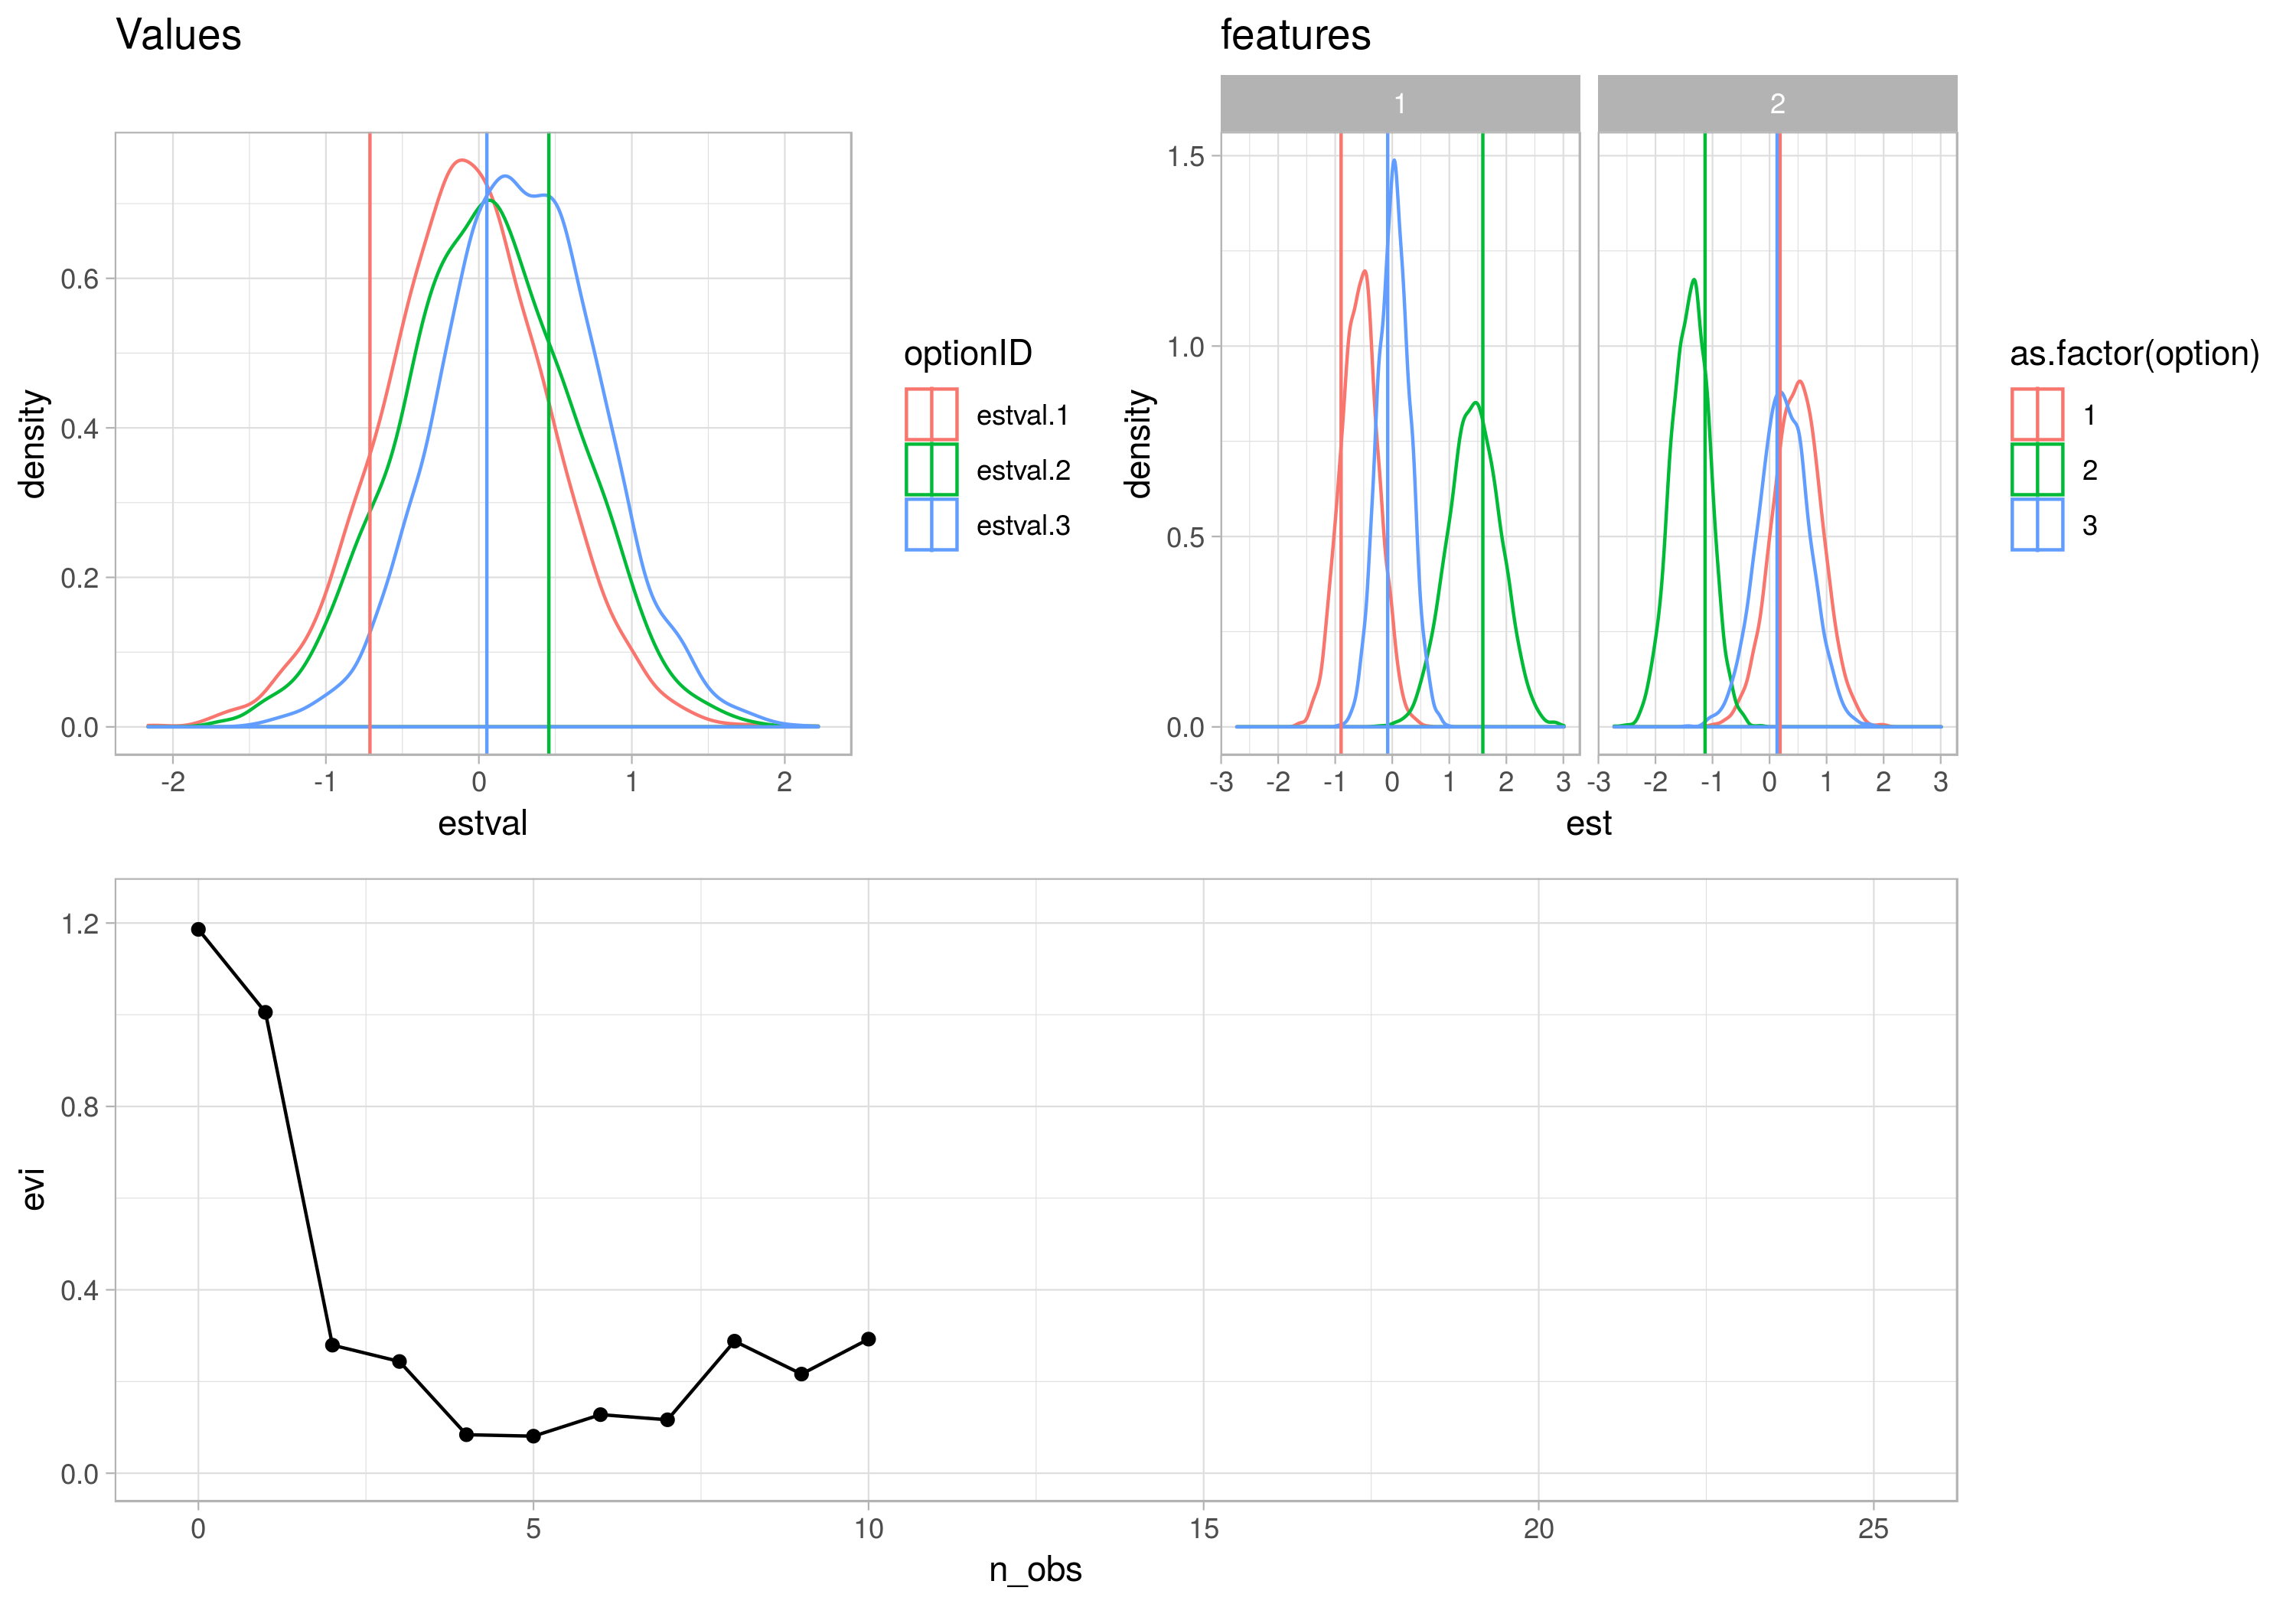 Values
density
0.6
0.4
0.2
0.0
-2 -1 0 1 2
estval
optionID
estval.1
estval.2
estval.3
features
1 2
density
1.5
1.0
0.5
0.0
-3 -2 -1 0 1 2 3 -3 -2 -1 0 1 2 3
est
as.factor(option)
1
2
3
evi
1.2
0.8
0.4
0.0
0 5 10 15 20 25
n_obs